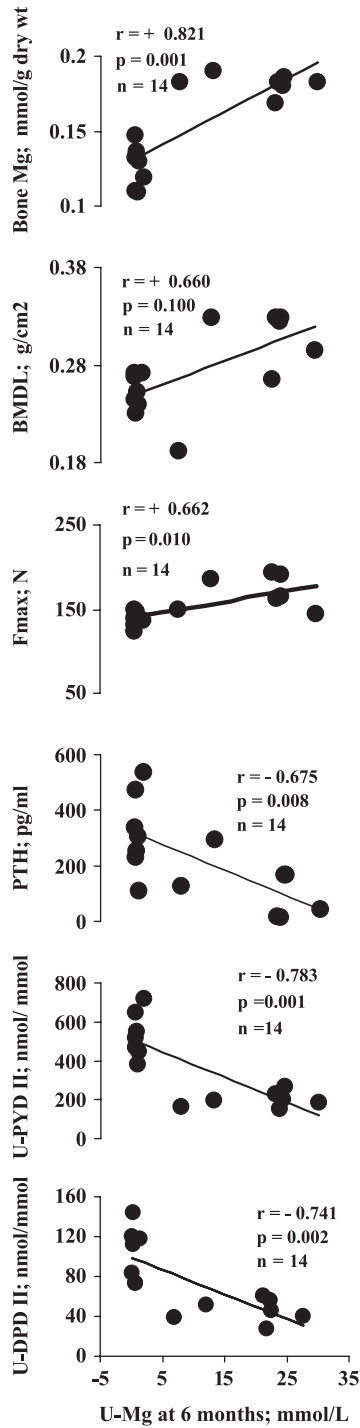 r = + 0.821
p = 0.001
n = 14
0.2
0.15
0.1
Bone Mg; mmol/g dry wt
r = + 0.660
p = 0.100
n = 14
0.38
0.28
0.18
BMDL; g/cm2
r = + 0.662
p = 0.010
n = 14
250
150
50
Fmax; N
r = - 0.675
p = 0.008
n = 14
600
400
200
0
PTH; pg/ml
r = - 0.783
p =0.001
n =14
800
600
400
200
0
U-PYD II; nmol/ mmol
r = - 0.741
p = 0.002
n = 14
160
120
80
40
0
U-DPD II; nmol/mmol
-5 5 15 25 35
U-Mg at 6 months; mmol/L